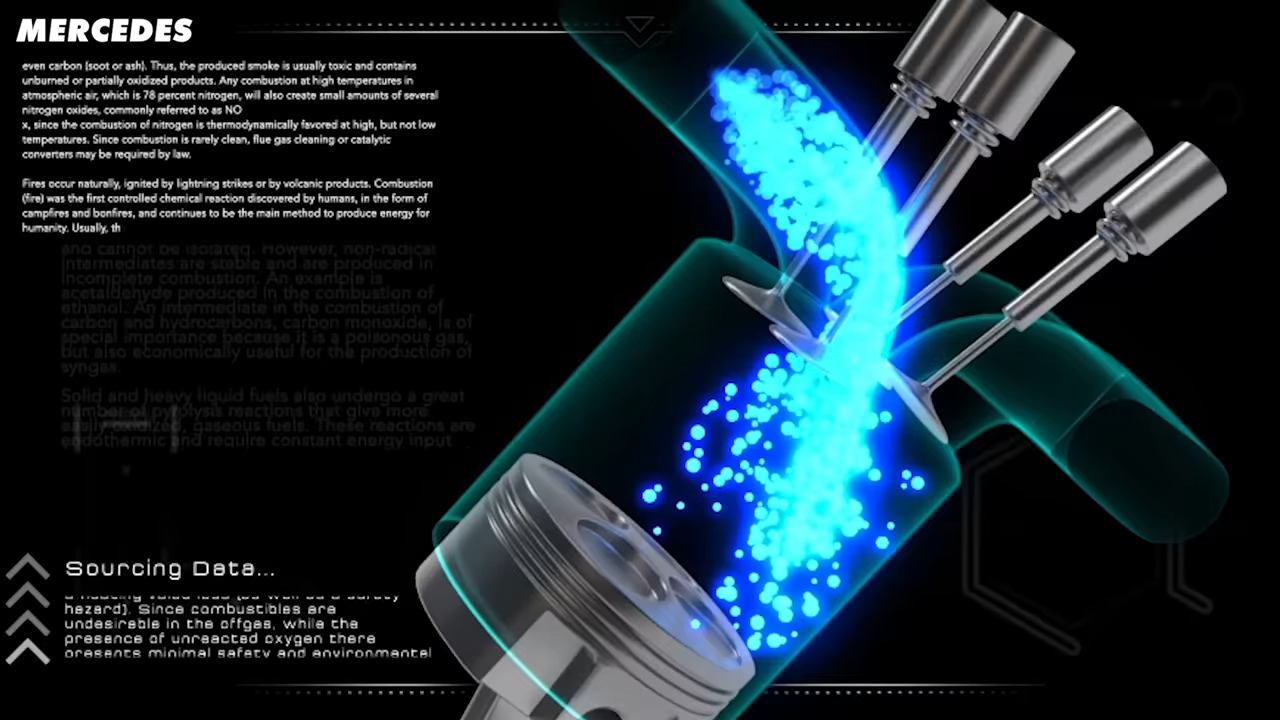 MERCEDES
even carbon (soot or ash). Thus, the produced smoke is usually toxic and contains
unburned or partially oxidized products. Any combustion at high temperatures in
atmospheric air, which is 78 percent nitrogen, will also create small amounts of several
nitrogen oxides, commonly referred to as NO
x, since the combustion of nitrogen is thermodynamically favored at high, but not low
temperatures. Since combustion is rarely clean, flue gas cleaning or catalytic
converters may be required by law.
Fires occur naturally, ignited by lightning strikes or by volcanic products. Combustion
(fire) was the first controlled chemical reaction discovered by humans, in the form of
campfires and bonfires, and continues to be the main method to produce energy for
humanity. Usually, th
and cannot be isolated. However, non-radical
intermediates are stable and are produced in
incomplete combustion. An example is
acetaldehyde produced in the combustion of
ethanol. An intermediate in the combustion of
carbon and hydrocarbons, carbon monoxide, is of
special importance because it is a poisonous gas,
but also economically useful for the production of
syngas.
Solid and heavy liquid fuels also undergo a great
number of pyrolysis reactions that give more
easily oxidized, gaseous fuels. These reactions are
endothermic and require constant energy input
Sourcing Data...
a heating value loss (as well as a safety
hazard). Since combustibles are
undesirable in the offgas, while the
presence of unreacted oxygen there
presents minimal safety and environmental